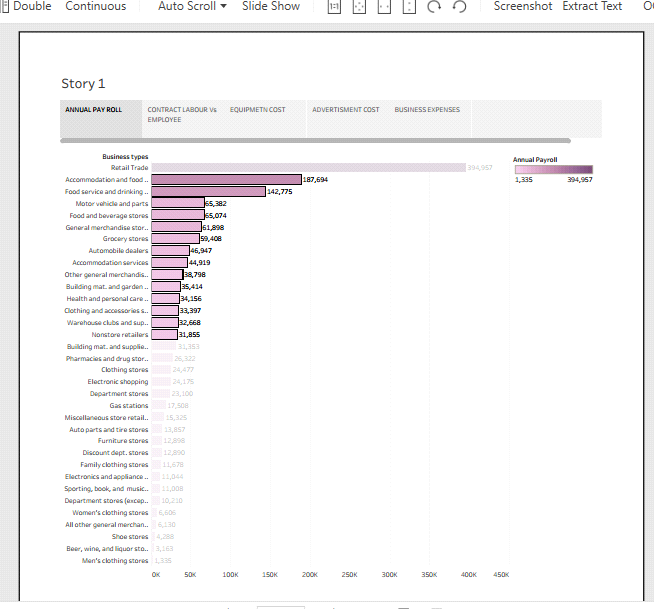 Double Continuous Auto Scroll Slide Show 1:1 Screenshot Extract Text
Story 1
ANNUAL PAY ROLL
CONTRACT LABOUR Vs EMPLOYEE
EQUIPMETN COST
ADVERTISMENT COST
BUSINESS EXPENSES
Business types
Retail Trade 394,957
Accommodation and food .. 187,694
Food service and drinking .. 142,775
Motor vehicle and parts 65,382
Food and beverage stores 65,074
General merchandise stor.. 61,898
Grocery stores 59,408
Automobile dealers 46,947
Accommodation services 44,919
Other general merchandis.. 38,798
Building mat. and garden .. 35,414
Health and personal care .. 34,156
Clothing and accessories s.. 33,397
Warehouse clubs and sup.. 32,668
Nonstore retailers 31,855
Building mat. and supplie.. 31,353
Pharmacies and drug stor.. 26,322
Clothing stores 24,477
Electronic shopping 24,175
Department stores 23,100
Gas stations 17,508
Miscellaneous store retail.. 15,325
Auto parts and tire stores 13,857
Furniture stores 12,898
Discount dept. stores 12,890
Family clothing stores 11,678
Electronics and appliance .. 11,044
Sporting, book, and music.. 11,008
Department stores (excep.. 10,210
Women's clothing stores 6,606
All other general merchan.. 6,130
Shoe stores 4,288
Beer, wine, and liquor sto.. 3,163
Men's clothing stores 1,335
0K 50K 100K 150K 200K 250K 300K 350K 400K 450K
Annual Payroll
1,335 394,957